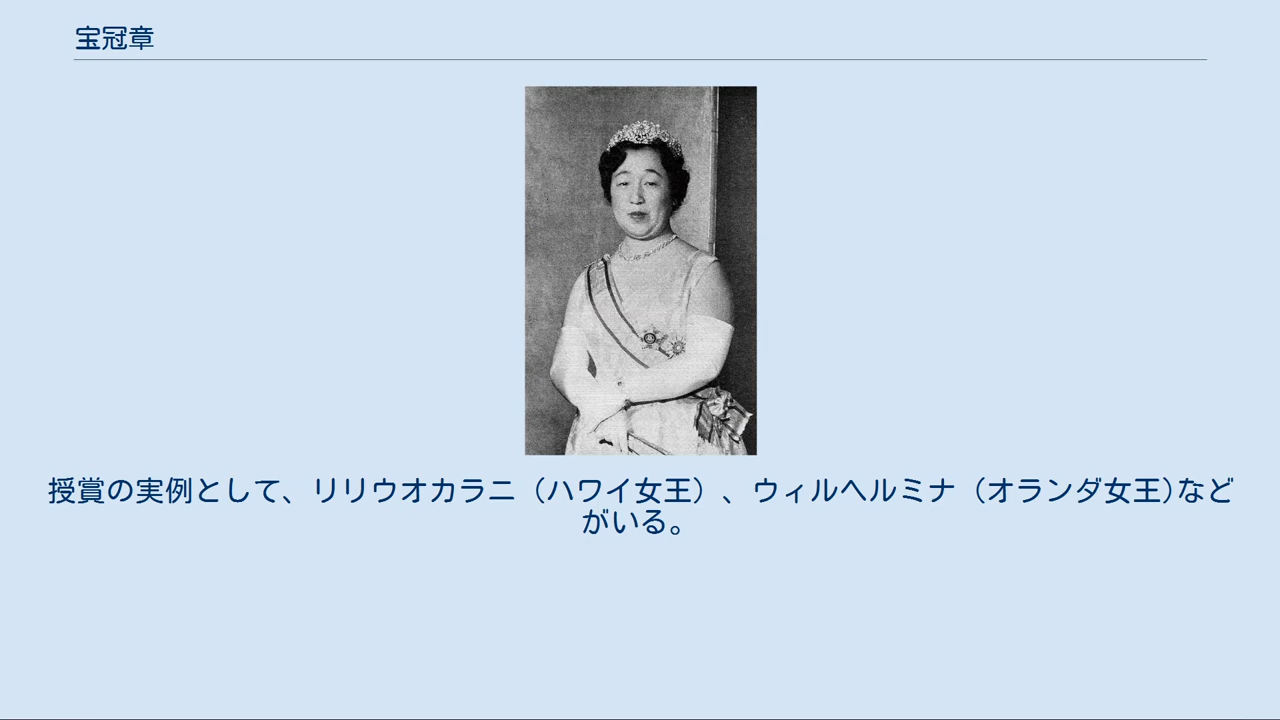 宝冠章
授賞の実例として、リリウオカラニ（ハワイ女王）、ウィルヘルミナ（オランダ女王)など
がいる。